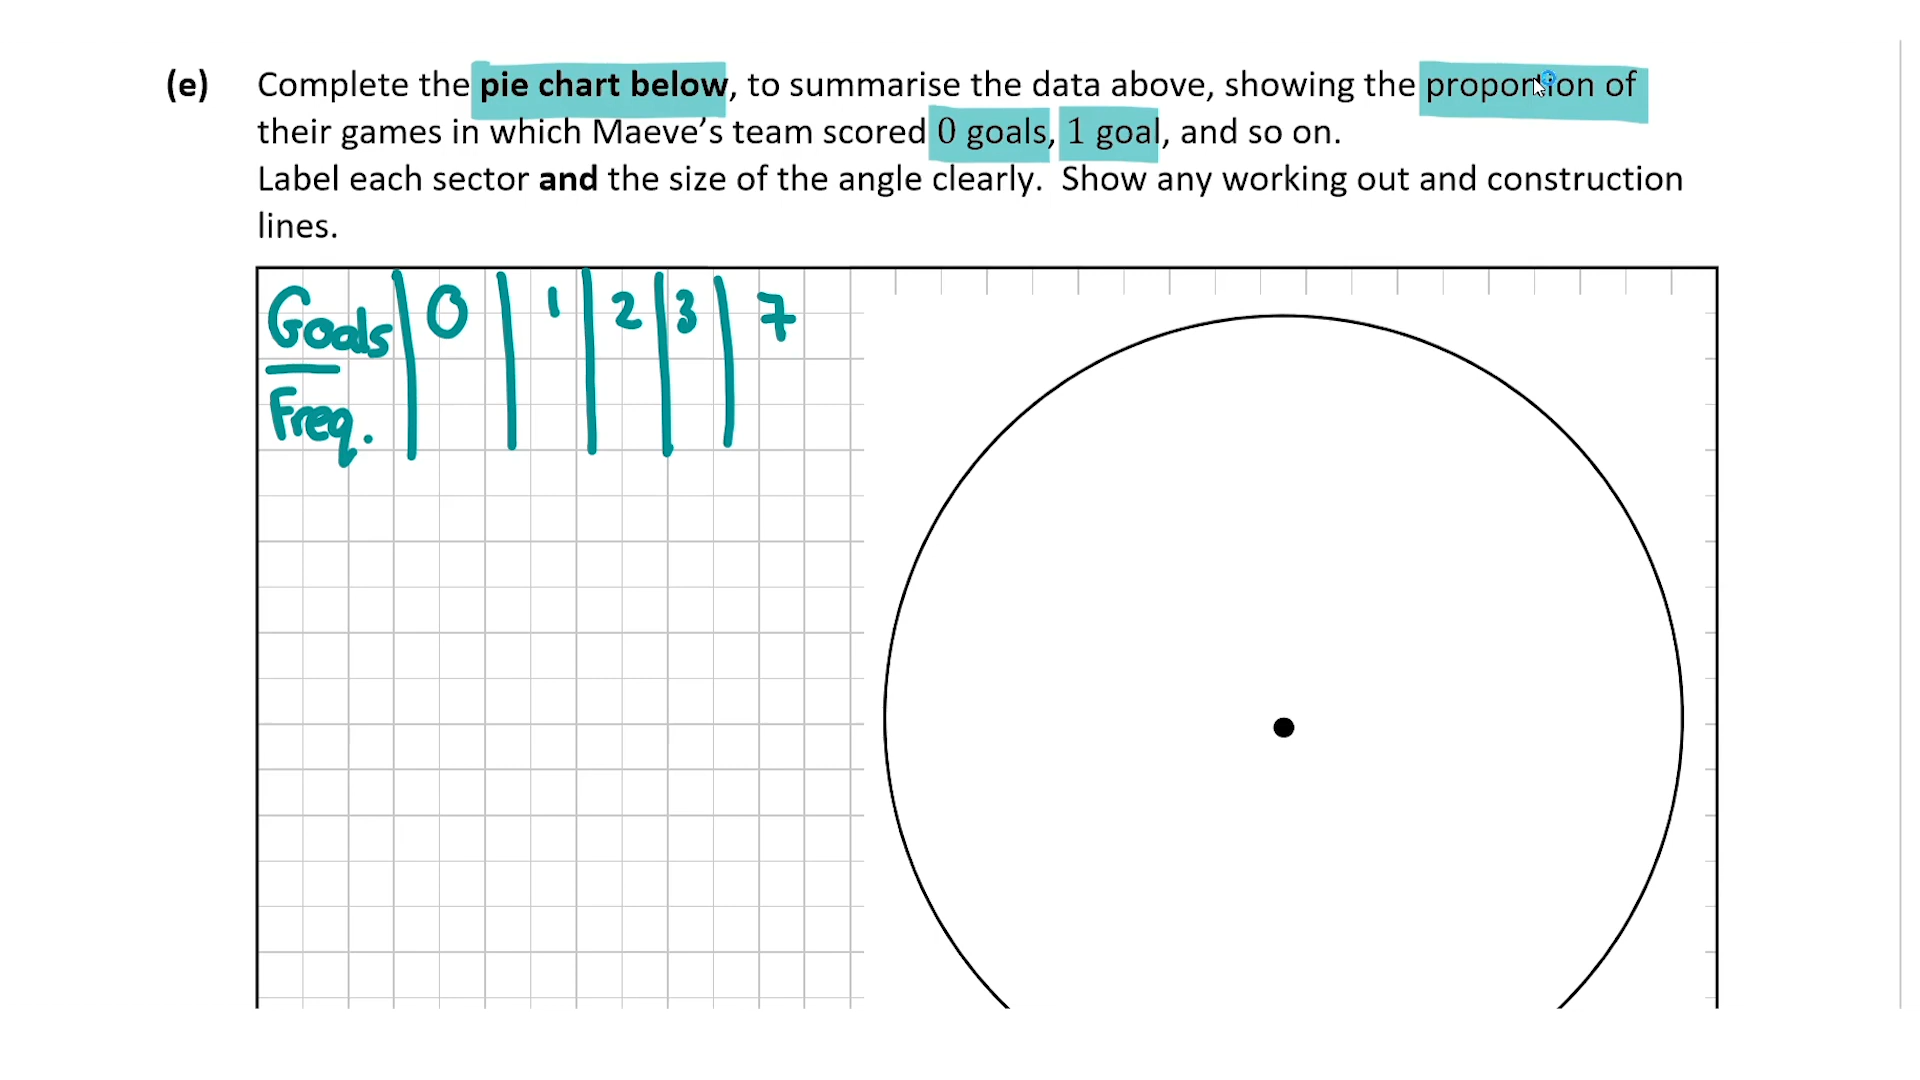 (e) Complete the pie chart below, to summarise the data above, showing the proportion of
their games in which Maeve’s team scored 0 goals, 1 goal, and so on.
Label each sector and the size of the angle clearly. Show any working out and construction
lines.
Goals 0 1 2 3 7
Freq.